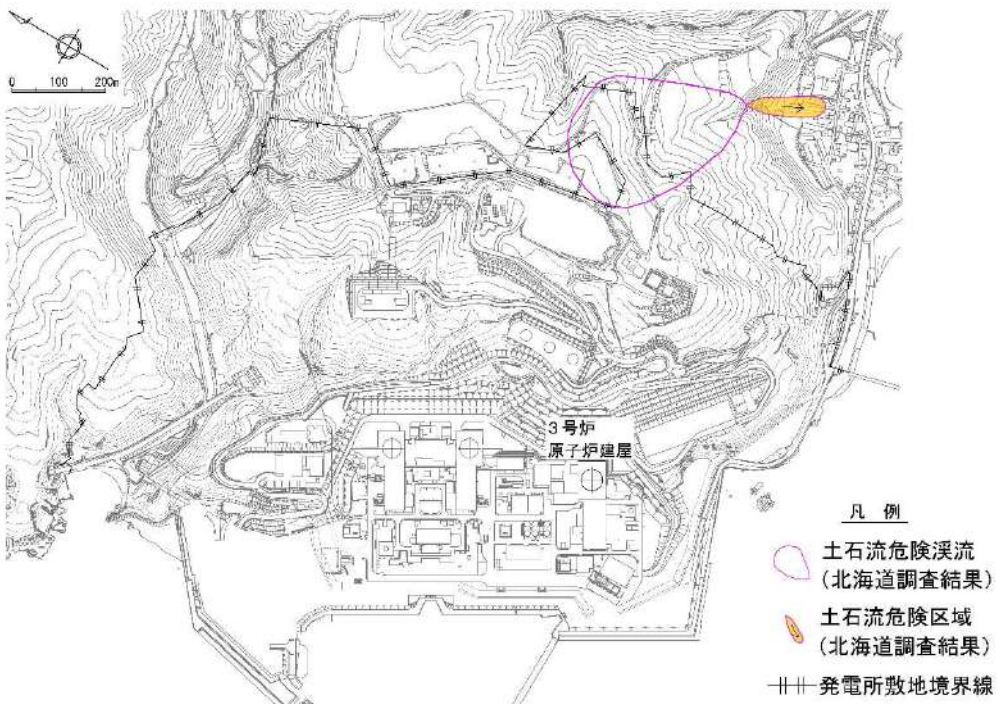 0 100 200m
3号炉
原子炉建屋
凡 例
土石流危険渓流
(北海道調査結果)
土石流危険区域
(北海道調査結果)
発電所敷地境界線